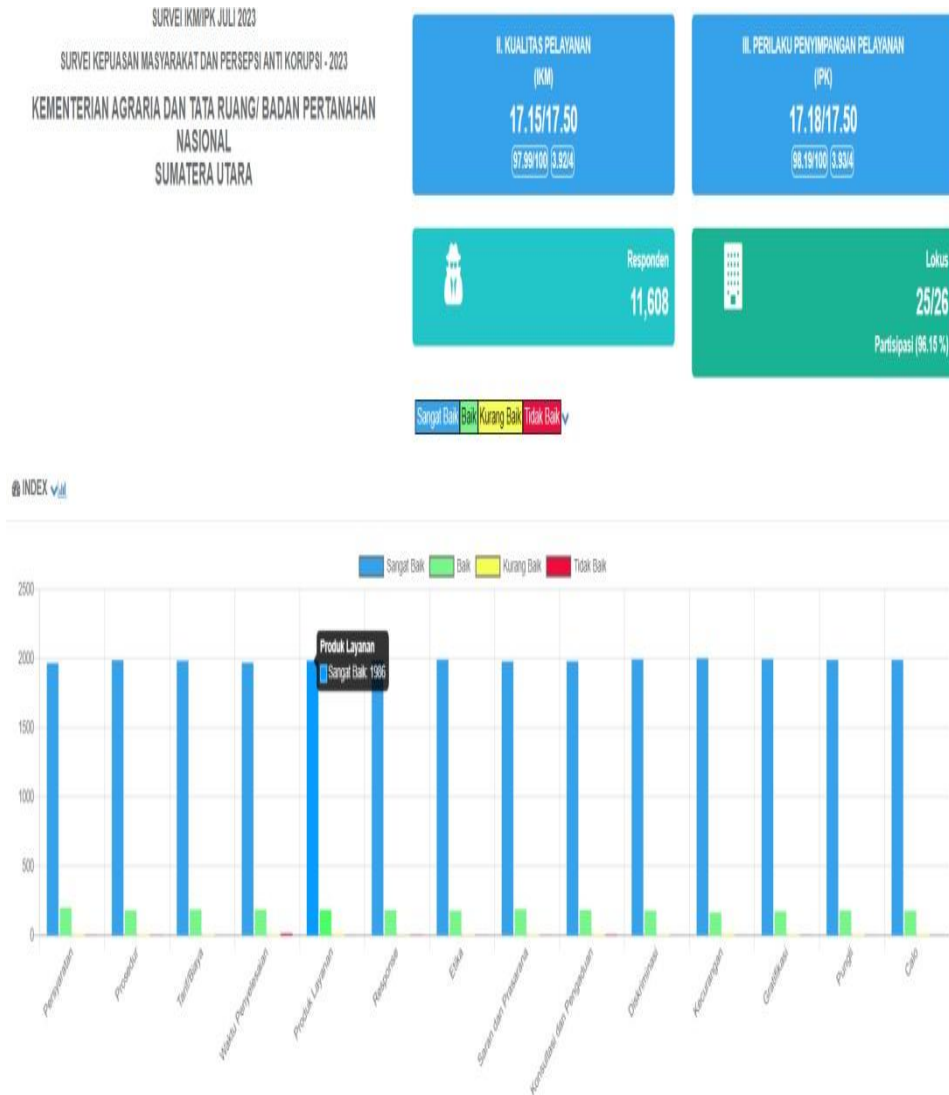 SURVEI IKM/IPK JULI 2023
SURVEI KEPUASAN MASYARAKAT DAN PERSEPSI ANTI KORUPSI - 2023
KEMENTERIAN AGRARIA DAN TATA RUANG/ BADAN PERTANAHAN
NASIONAL
SUMATERA UTARA
II. KUALITAS PELAYANAN
(IKM)
17.15/17.50
97.99/100 3.92/4
III. PERILAKU PENYIMPANGAN PELAYANAN
(IPK)
17.18/17.50
98.19/100 3.93/4
Responden
11,608
Lokus
25/26
Partisipasi (96.15 %)
Sangat Baik Baik Kurang Baik Tidak Baik
INDEX
Sangat Baik Baik Kurang Baik Tidak Baik
2500
2000
1500
1000
500
0
Produk Layanan
Sangat Baik: 1986
Persyaratan
Prosedur
Tarif/Biaya
Waktu Penyelesaian
Produk Layanan
Response
Etika
Saran dan Prasarana
Konsultasi dan Pengaduan
Diskriminasi
Kecurangan
Gratifikasi
Pungli
Calo